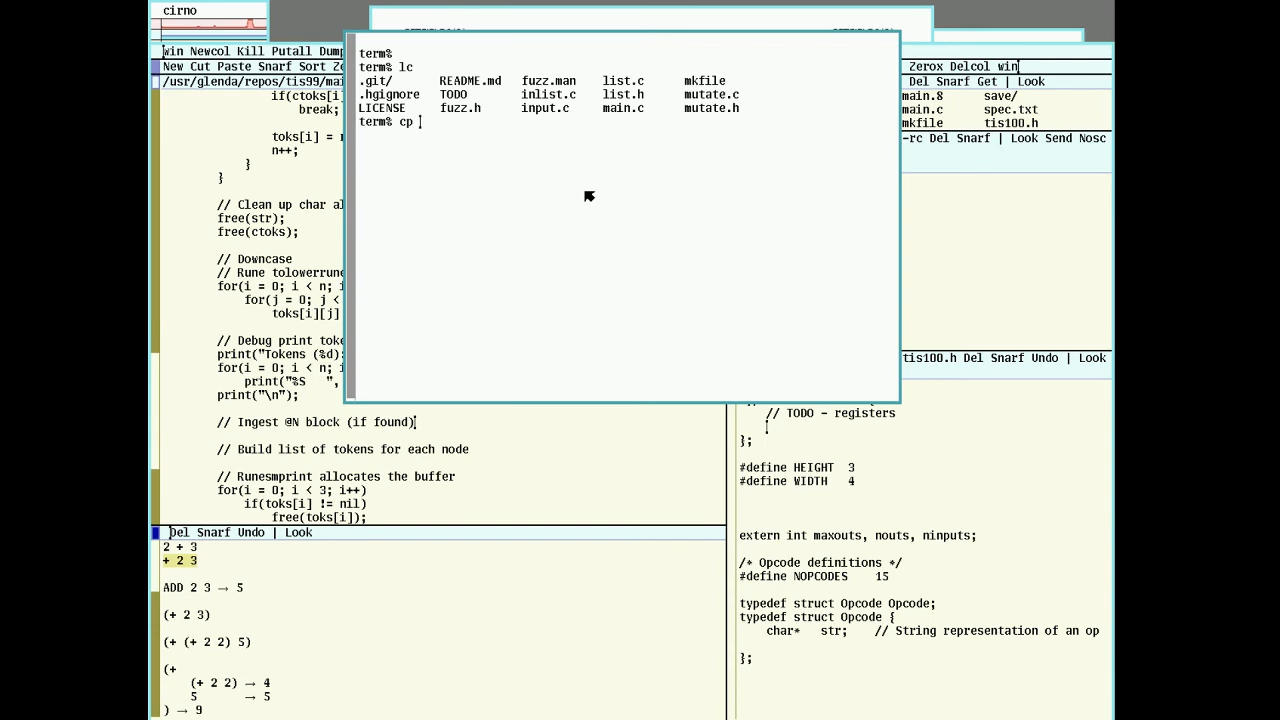 cirno
Win Newcol Kill Putall Dump
New Cut Paste Snarf Sort
/usr/glenda/repos/tis99/mai
if(ctoks[i]
break;
toks[i] =
n++;
}
}
// Clean up char al
free(str);
free(ctoks);
// Downcase
// Rune tolowerrune
for(i = 0; i < n; i
for(j = 0; j <
toks[i][j]
// Debug print toke
print("Tokens (%d):
for(i = 0; i < n; i
print("%S   ",
print("\n");
// Ingest @N block (if found)
// Build list of tokens for each node
// Runesmprint allocates the buffer
for(i = 0; i < 3; i++)
if(toks[i] != nil)
free(toks[i]);
Del Snarf Undo | Look
2 + 3
+ 2 3
ADD 2 3 → 5
(+ 2 3)
(+ (+ 2 2) 5)
(+
(+ 2 2) → 4
5       → 5
) → 9
term%
term% lc
.git/ README.md fuzz.man list.c mkfile
.hgignore TODO inlist.c list.h mutate.c
LICENSE fuzz.h input.c main.c mutate.h
term% cp
Zerox Delcol win
Del Snarf Get | Look
main.8 save/
main.c spec.txt
mkfile tis100.h
-rc Del Snarf | Look Send Nosc
tis100.h Del Snarf Undo | Look
// TODO - registers
};
#define HEIGHT  3
#define WIDTH   4
extern int maxouts, nouts, ninputs;
/* Opcode definitions */
#define NOPCODES    15
typedef struct Opcode Opcode;
typedef struct Opcode {
char*   str;    // String representation of an op
};